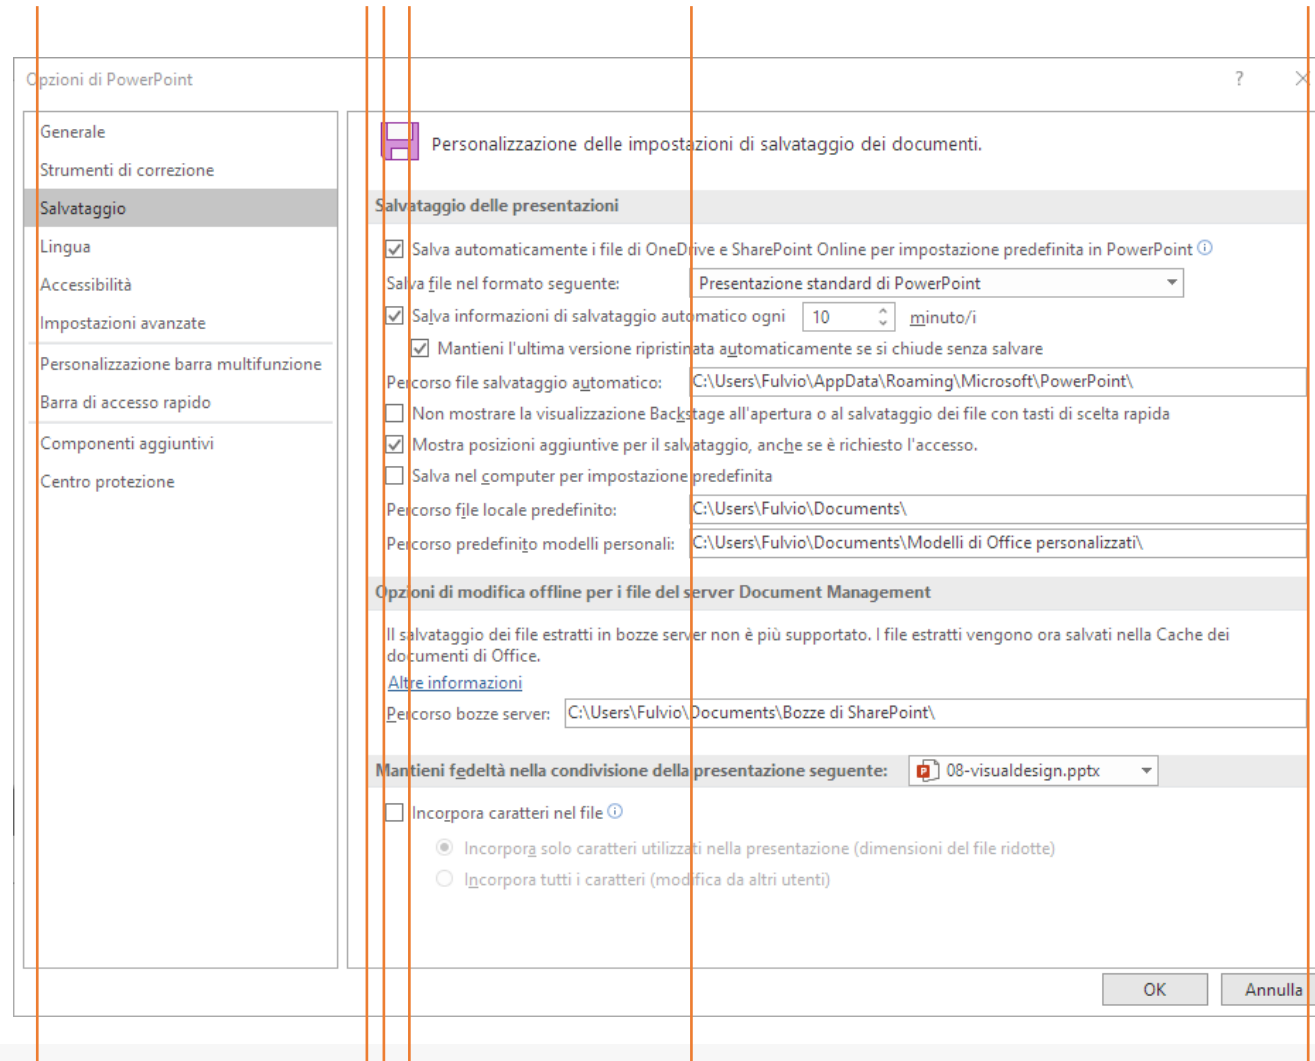 Opzioni di PowerPoint
?
Generale
Strumenti di correzione
Salvataggio
Lingua
Accessibilità
Impostazioni avanzate
Personalizzazione barra multifunzione
Barra di accesso rapido
Componenti aggiuntivi
Centro protezione
Personalizzazione delle impostazioni di salvataggio dei documenti.
Salvataggio delle presentazioni
Salva automaticamente i file di OneDrive e SharePoint Online per impostazione predefinita in PowerPoint
Salva file nel formato seguente: Presentazione standard di PowerPoint
Salva informazioni di salvataggio automatico ogni 10 minuto/i
Mantieni l'ultima versione ripristinata automaticamente se si chiude senza salvare
Percorso file salvataggio automatico: C:\Users\Fulvio\AppData\Roaming\Microsoft\PowerPoint\
Non mostrare la visualizzazione Backstage all'apertura o al salvataggio dei file con tasti di scelta rapida
Mostra posizioni aggiuntive per il salvataggio, anche se è richiesto l'accesso.
Salva nel computer per impostazione predefinita
Percorso file locale predefinito: C:\Users\Fulvio\Documents\
Percorso predefinito modelli personali: C:\Users\Fulvio\Documents\Modelli di Office personalizzati\
Opzioni di modifica offline per i file del server Document Management
Il salvataggio dei file estratti in bozze server non è più supportato. I file estratti vengono ora salvati nella Cache dei
documenti di Office.
Altre informazioni
Percorso bozze server: C:\Users\Fulvio\Documents\Bozze di SharePoint\
Mantieni fedeltà nella condivisione della presentazione seguente: 08-visualdesign.pptx
Incorpora caratteri nel file
Incorpora solo caratteri utilizzati nella presentazione (dimensioni del file ridotte)
Incorpora tutti i caratteri (modifica da altri utenti)
OK
Annulla